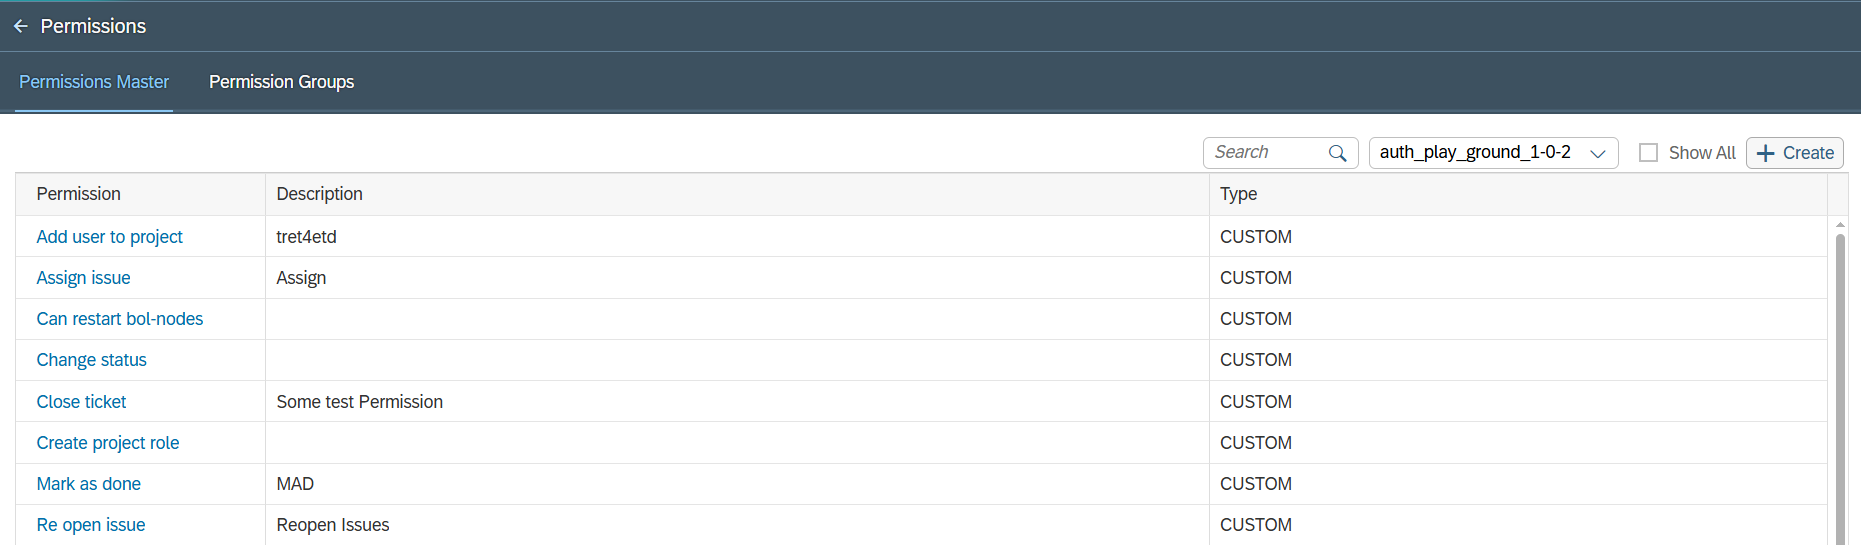 Permissions
Permissions Master Permission Groups
Search auth_play_ground_1-0-2 Show All Create
Permission Description Type
Add user to project tret4etd CUSTOM
Assign issue Assign CUSTOM
Can restart bol-nodes CUSTOM
Change status CUSTOM
Close ticket Some test Permission CUSTOM
Create project role CUSTOM
Mark as done MAD CUSTOM
Re open issue Reopen Issues CUSTOM